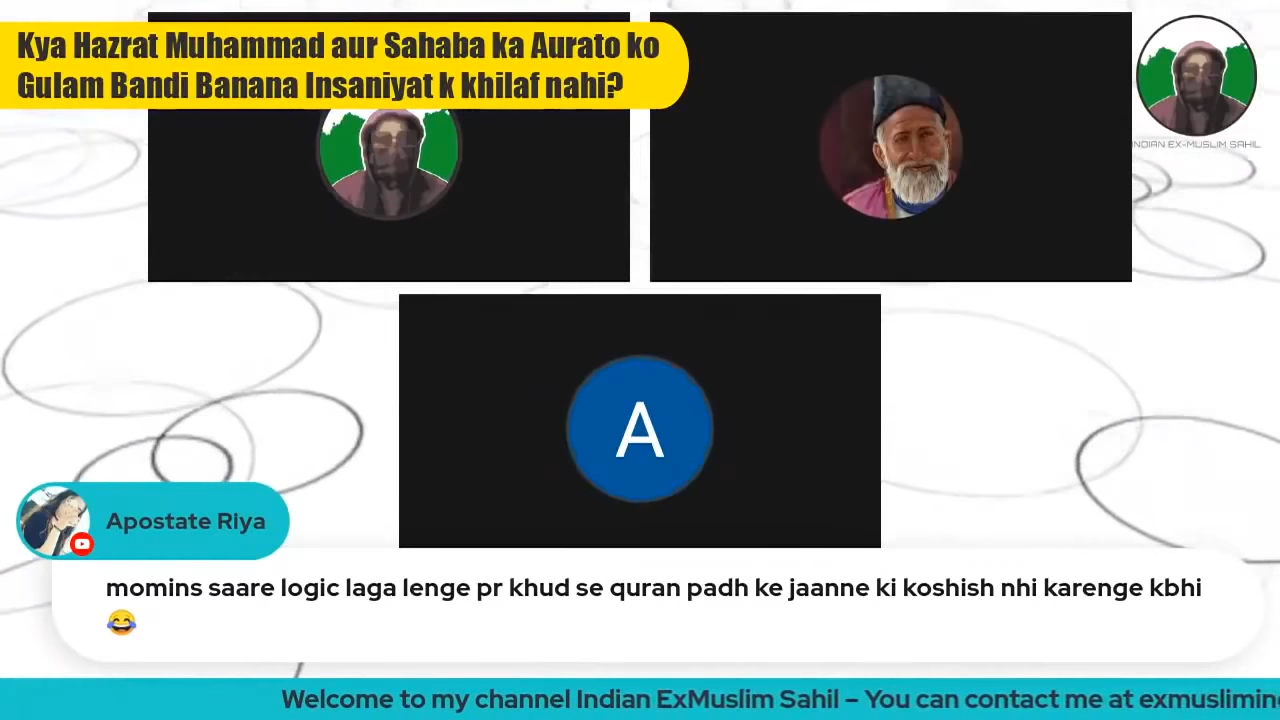 Kya Hazrat Muhammad aur Sahaba ka Aurato ko
Gulam Bandi Banana Insaniyat k khilaf nahi?
INDIAN EX-MUSLIM SAHIL
A
Apostate Riya
momins saare logic laga lenge pr khud se quran padh ke jaanne ki koshish nhi karenge kbhi
😂
Welcome to my channel Indian ExMuslim Sahil – You can contact me at